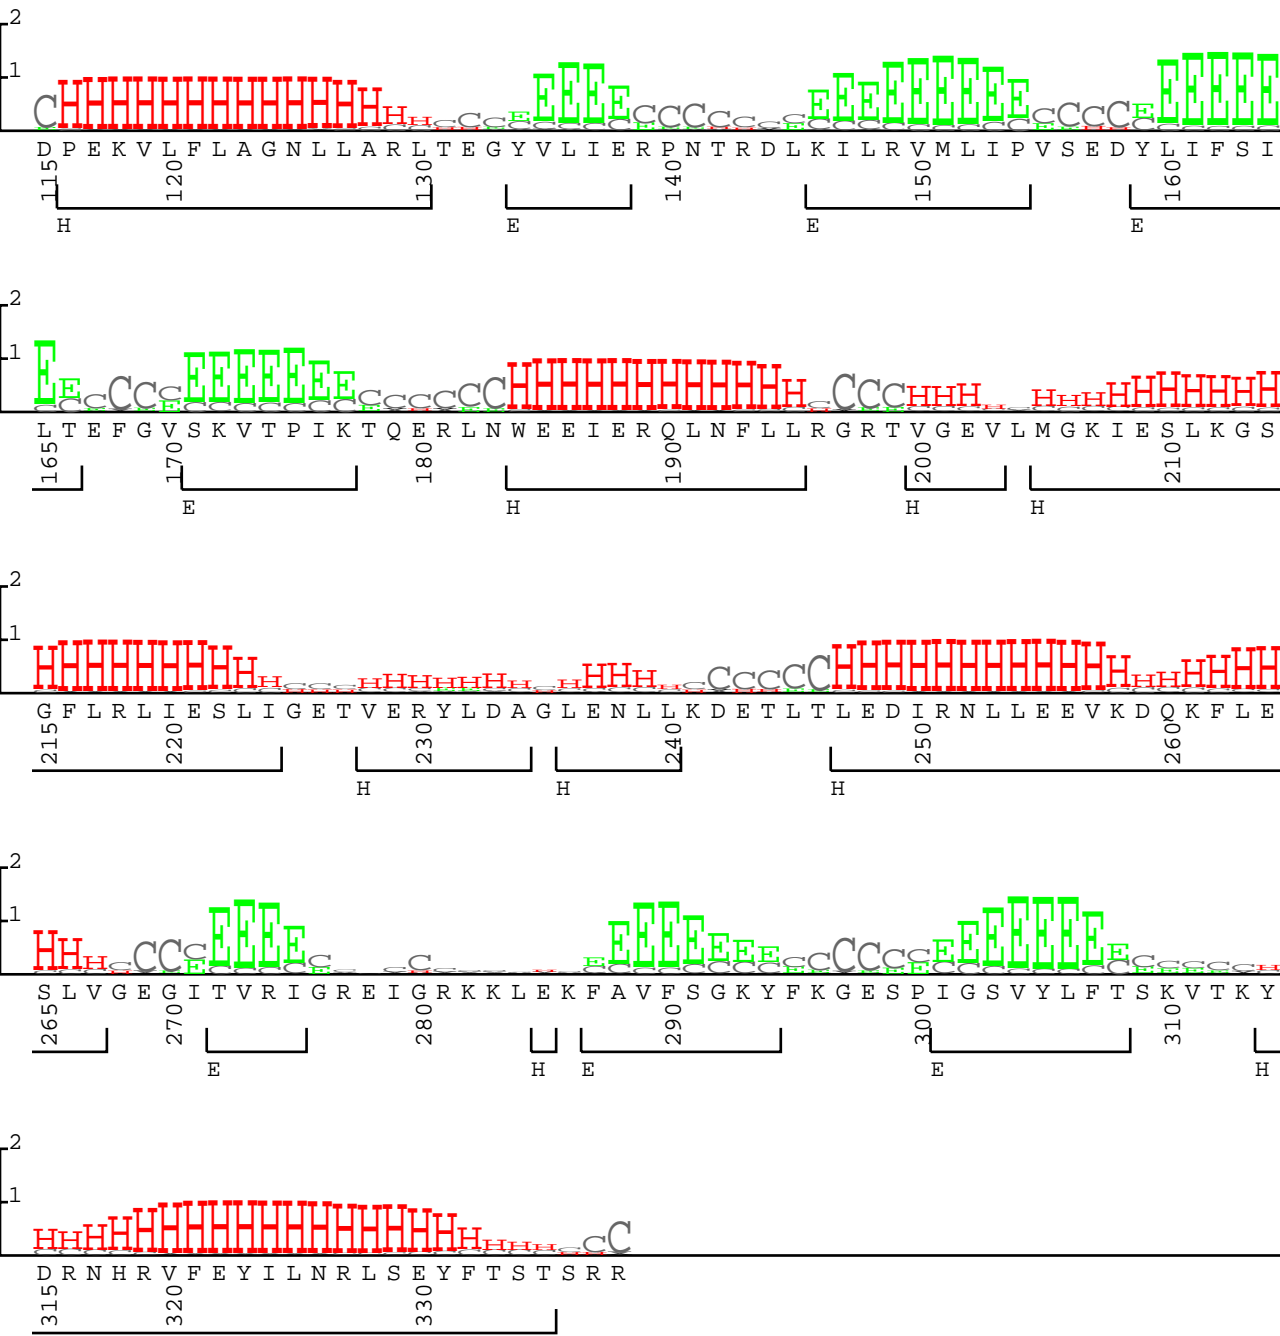 2
1
D P E K V L F L A G N L L A R L T E G Y V L I E R P N T R D L K I L R V M L I P V S E D Y L I F S I
115 120 130 140 150 160
H E E E
2
1
L T E F G V S K V T P I K T Q E R L N W E E I E R Q L N F L L R G R T V G E V L M G K I E S L K G S
165 170 180 190 200 210
E H H H
2
1
G F L R L I E S L I G E T V E R Y L D A G L E N L L K D E T L T L E D I R N L L E E V K D Q K F L E
215 220 230 240 250 260
H H H
2
1
S L V G E G I T V R I G R E I G R K K L E K F A V F S G K Y F K G E S P I G S V Y L F T S K V T K Y
265 270 280 290 300 310
E H E E H
2
1
D R N H R V F E Y I L N R L S E Y F T S T S R R
315 320 330